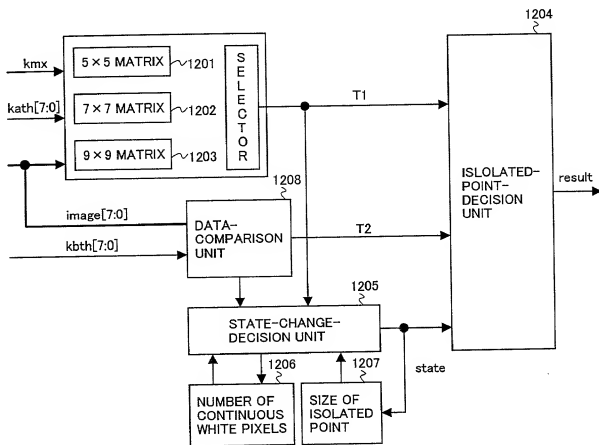 1204
kmx
5×5 MATRIX
1201
SELECTOR
T1
kath[7:0]
7×7 MATRIX
1202
9×9 MATRIX
1203
ISLOLATED-
POINT-
DECISION
UNIT
result
1208
image[7:0]
DATA-
COMPARISON
UNIT
T2
kbth[7:0]
1205
STATE-CHANGE-
DECISION UNIT
state
1206
1207
NUMBER OF
CONTINUOUS
WHITE PIXELS
SIZE OF
ISOLATED
POINT